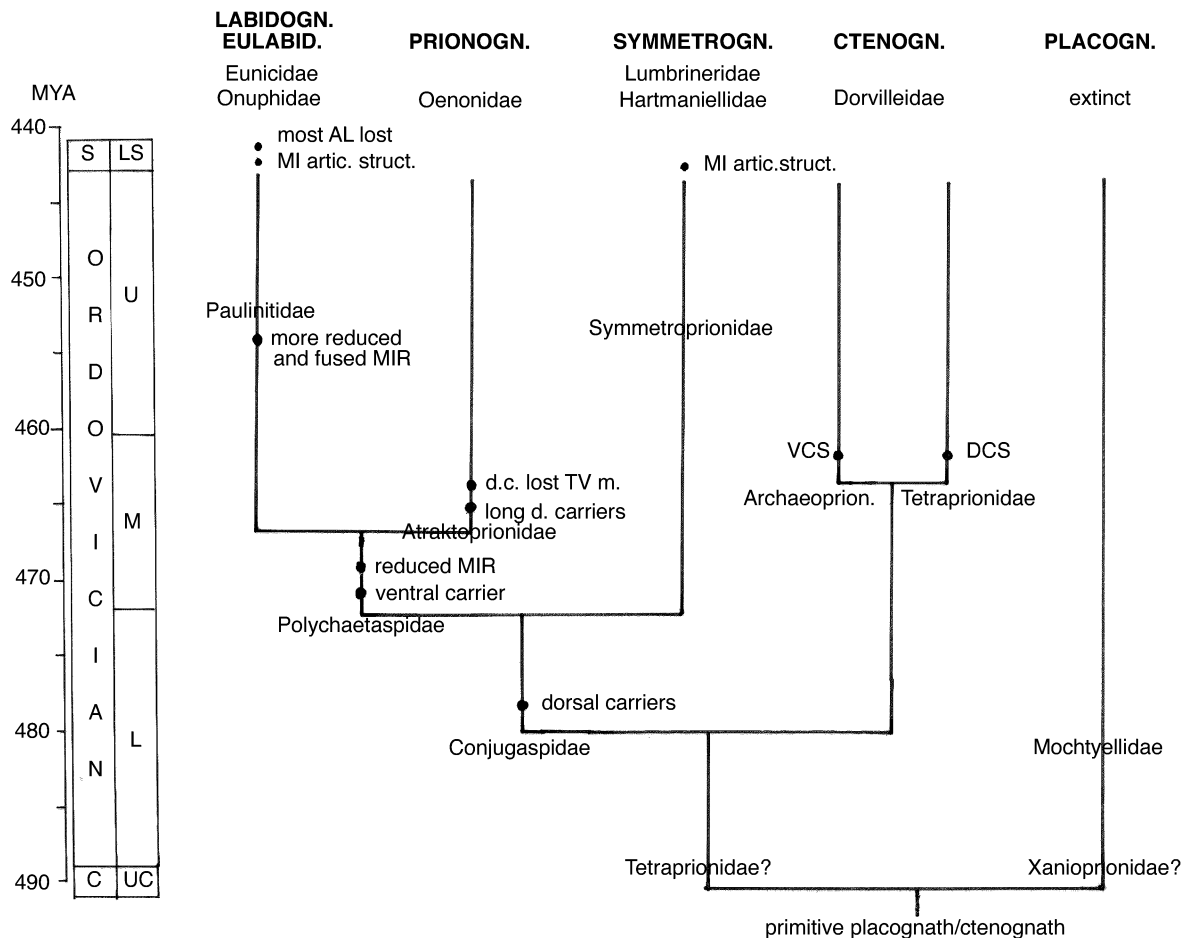 LABIDOGN.
EULABID.
PRIONOGN.
SYMMETROGN.
CTENOGN.
PLACOGN.
Eunicidae
Onuphidae
Oenonidae
Lumbrineridae
Hartmaniellidae
Dorvilleidae
extinct
MYA
440
S
LS
most AL lost
MI artic. struct.
MI artic.struct.
450
O
R
D
O
V
I
C
I
A
N
U
Paulinitidae
more reduced
and fused MIR
Symmetroprionidae
460
VCS
DCS
d.c. lost TV m.
long d. carriers
Archaeoprion.
Tetraprionidae
M
Atraktoprionidae
470
reduced MIR
ventral carrier
Polychaetaspidae
dorsal carriers
480
L
Conjugaspidae
Mochtyellidae
Tetraprionidae?
Xanioprionidae?
490
C
UC
primitive placognath/ctenognath